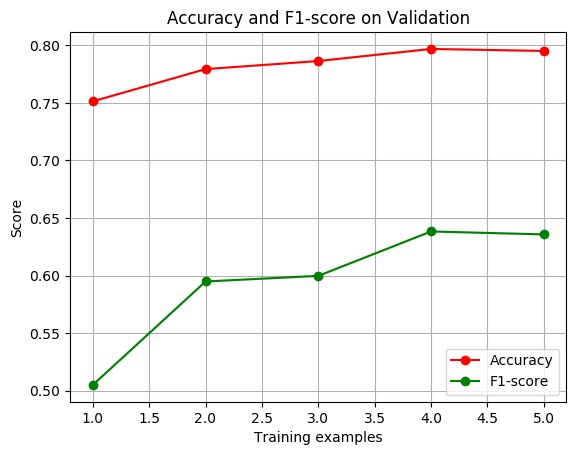 Accuracy and F1-score on Validation
0.80
0.75
0.70
0.65
0.60
0.55
0.50
Score
Accuracy
F1-score
1.0 1.5 2.0 2.5 3.0 3.5 4.0 4.5 5.0
Training examples